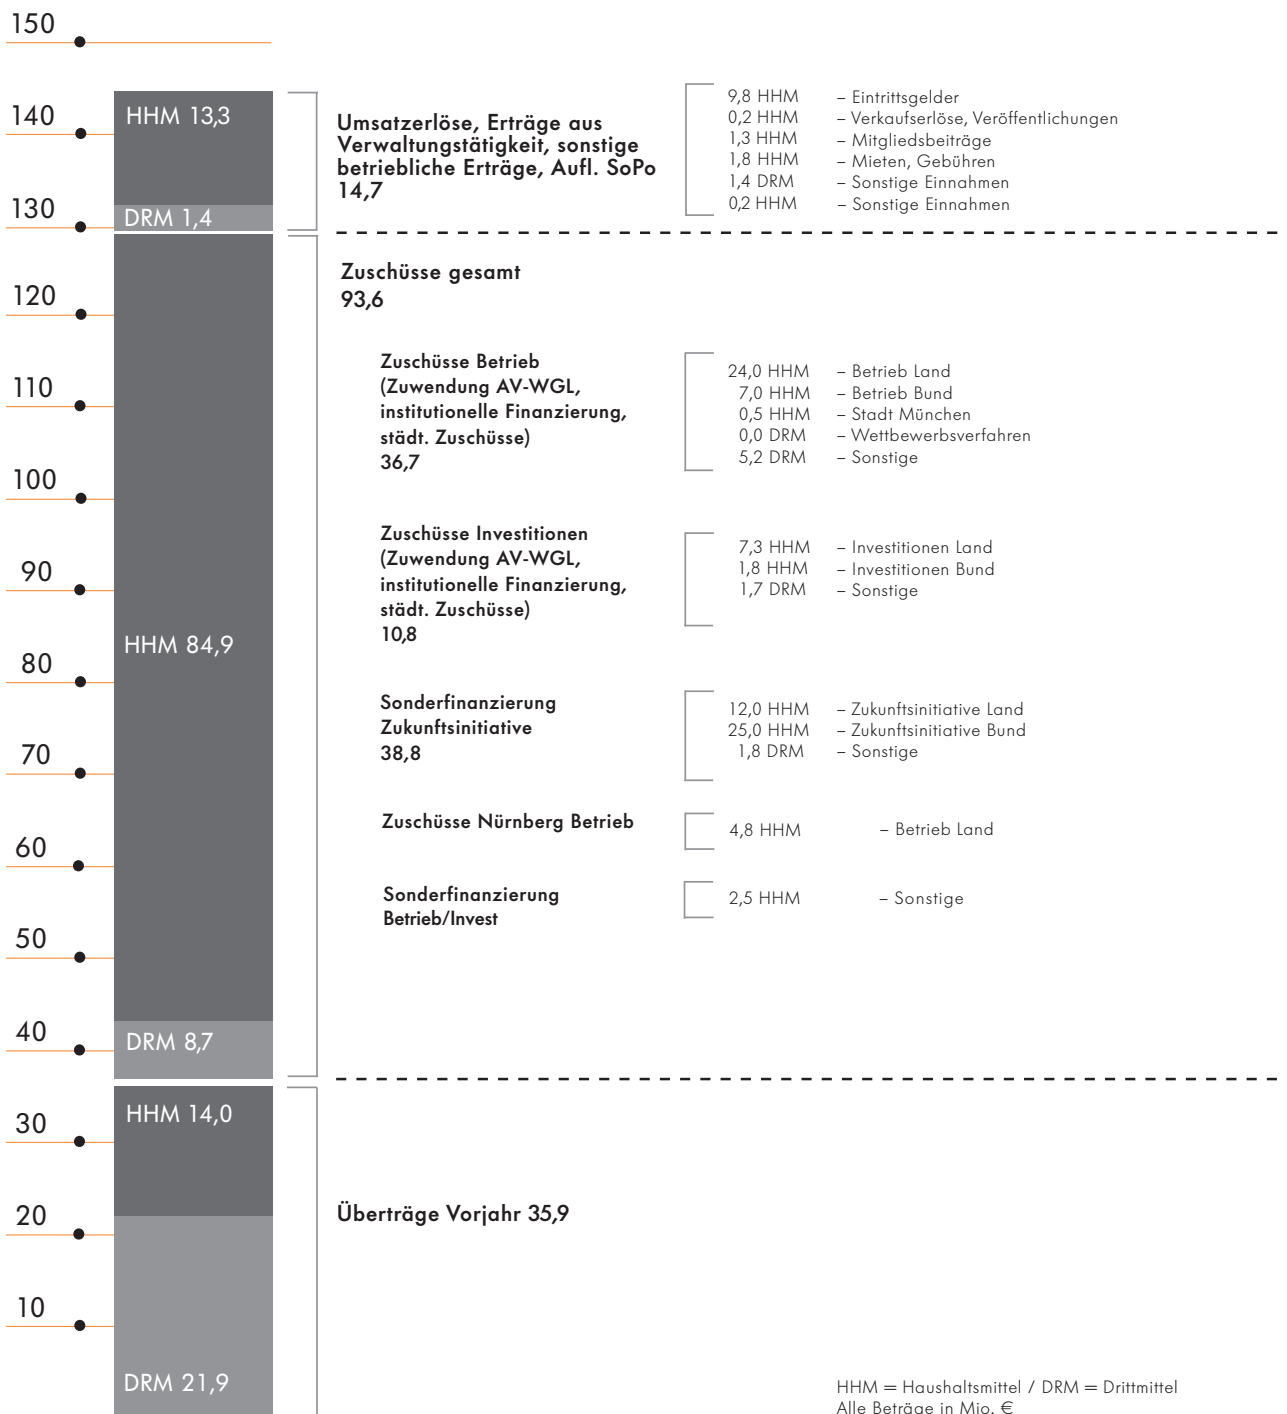 150
140
130
120
110
100
90
80
70
60
50
40
30
20
10
HHM 13,3
DRM 1,4
HHM 84,9
DRM 8,7
HHM 14,0
DRM 21,9
Umsatzerlöse, Erträge aus
Verwaltungstätigkeit, sonstige
betriebliche Erträge, Aufl. SoPo
14,7
9,8 HHM – Eintrittsgelder
0,2 HHM – Verkaufserlöse, Veröffentlichungen
1,3 HHM – Mitgliedsbeiträge
1,8 HHM – Mieten, Gebühren
1,4 DRM – Sonstige Einnahmen
0,2 HHM – Sonstige Einnahmen
Zuschüsse gesamt
93,6
Zuschüsse Betrieb
(Zuwendung AV-WGL,
institutionelle Finanzierung,
städt. Zuschüsse)
36,7
24,0 HHM – Betrieb Land
7,0 HHM – Betrieb Bund
0,5 HHM – Stadt München
0,0 DRM – Wettbewerbsverfahren
5,2 DRM – Sonstige
Zuschüsse Investitionen
(Zuwendung AV-WGL,
institutionelle Finanzierung,
städt. Zuschüsse)
10,8
7,3 HHM – Investitionen Land
1,8 HHM – Investitionen Bund
1,7 DRM – Sonstige
Sonderfinanzierung
Zukunftsinitiative
38,8
12,0 HHM – Zukunftsinitiative Land
25,0 HHM – Zukunftsinitiative Bund
1,8 DRM – Sonstige
Zuschüsse Nürnberg Betrieb
4,8 HHM – Betrieb Land
Sonderfinanzierung
Betrieb/Invest
2,5 HHM – Sonstige
Überträge Vorjahr 35,9
HHM = Haushaltsmittel / DRM = Drittmittel
Alle Beträge in Mio. €